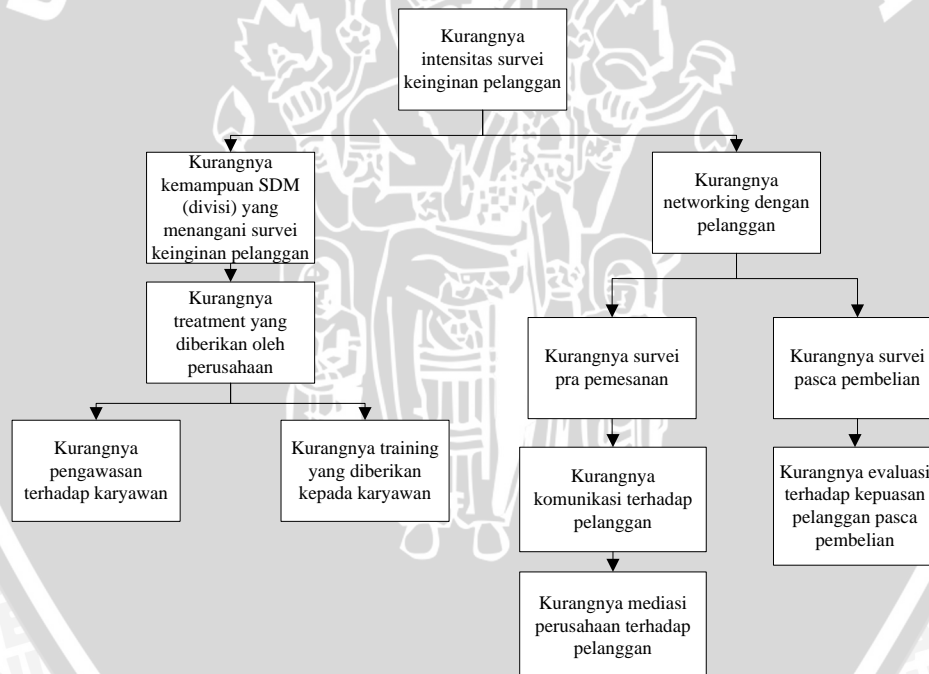 Kurangnya
intensitas survei
keinginan pelanggan
Kurangnya
kemampuan SDM
(divisi) yang
menangani survei
keinginan pelanggan
Kurangnya
networking dengan
pelanggan
Kurangnya
treatment yang
diberikan oleh
perusahaan
Kurangnya survei
pra pemesanan
Kurangnya survei
pasca pembelian
Kurangnya
pengawasan
terhadap karyawan
Kurangnya training
yang diberikan
kepada karyawan
Kurangnya
komunikasi terhadap
pelanggan
Kurangnya evaluasi
terhadap kepuasan
pelanggan pasca
pembelian
Kurangnya mediasi
perusahaan terhadap
pelanggan